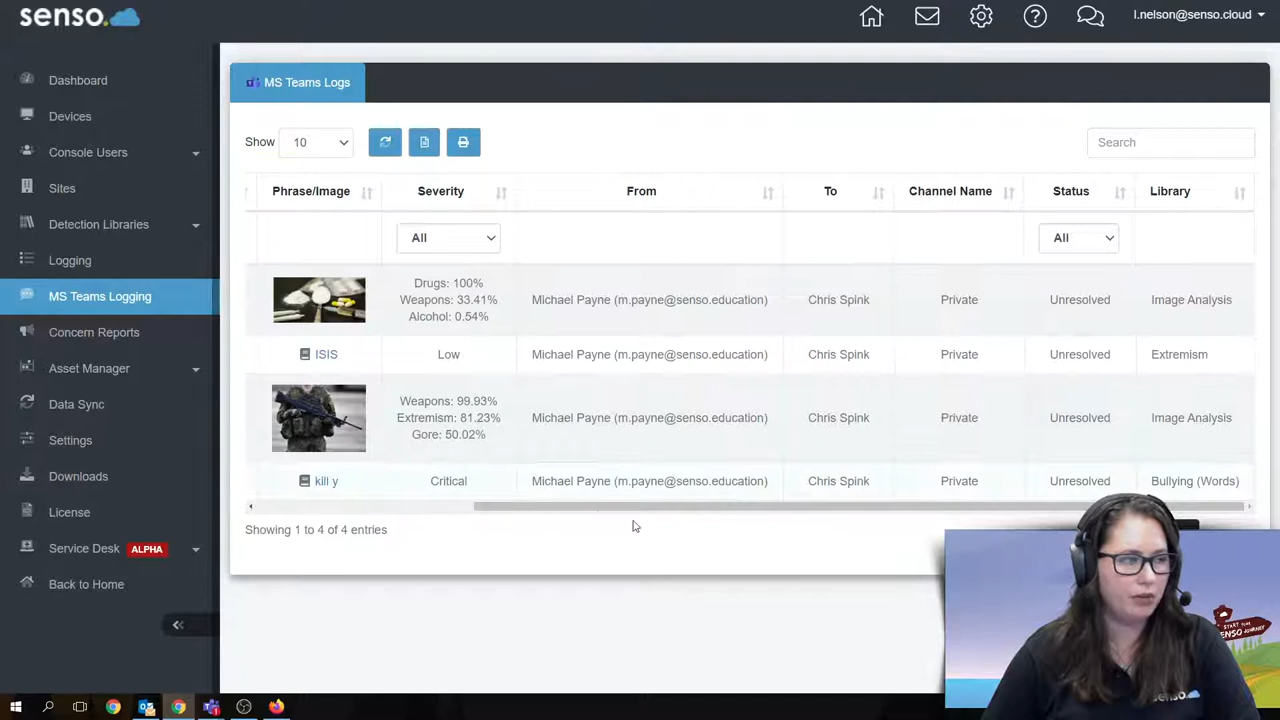 senso.
l.nelson@senso.cloud
Dashboard
Devices
Console Users
Sites
Detection Libraries
Logging
MS Teams Logging
Concern Reports
Asset Manager
Data Sync
Settings
Downloads
License
Service Desk ALPHA
Back to Home
MS Teams Logs
Show 10
Search
Phrase/Image Severity From To Channel Name Status Library
All All
Drugs: 100%
Weapons: 33.41%
Alcohol: 0.54%
Michael Payne (m.payne@senso.education) Chris Spink Private Unresolved Image Analysis
ISIS Low Michael Payne (m.payne@senso.education) Chris Spink Private Unresolved Extremism
Weapons: 99.93%
Extremism: 81.23%
Gore: 50.02%
Michael Payne (m.payne@senso.education) Chris Spink Private Unresolved Image Analysis
kill y Critical Michael Payne (m.payne@senso.education) Chris Spink Private Unresolved Bullying (Words)
Showing 1 to 4 of 4 entries
START YOUR
SENSO JOURNEY
senso